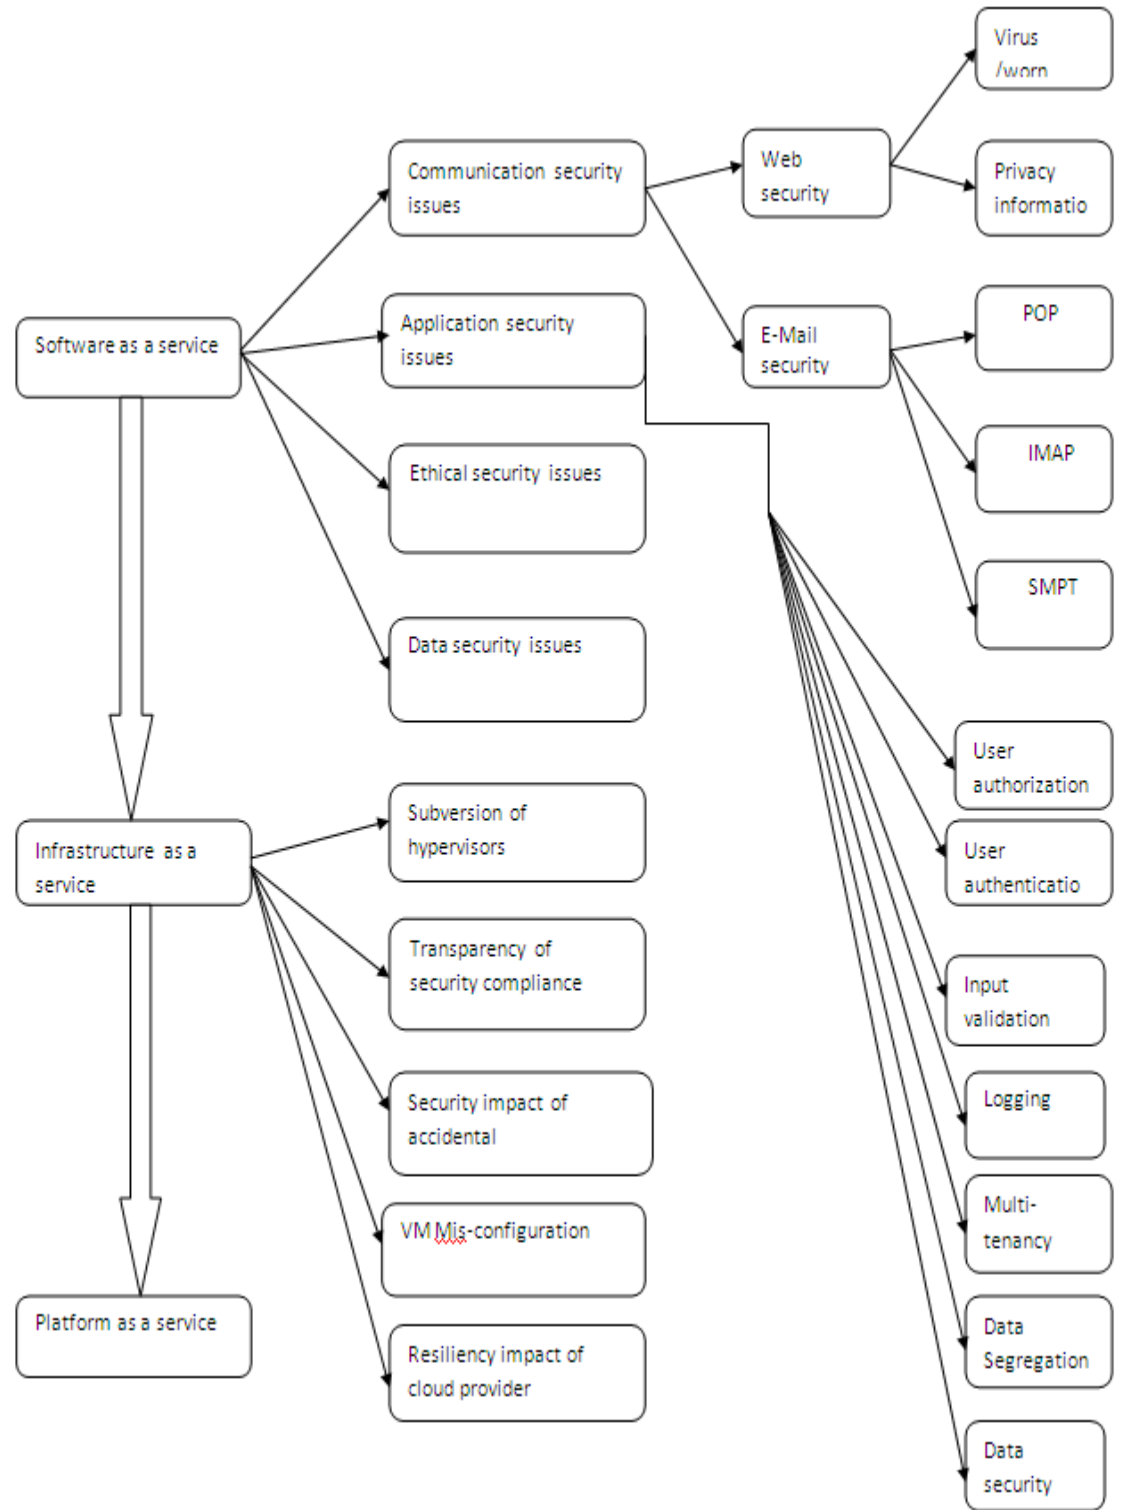 Virus
/worn
Communication security
issues
Web
security
Privacy
informatio
Software as a service
Application security
issues
E-Mail
security
POP
IMAP
Ethical security issues
SMPT
Data security issues
User
authorization
Infrastructure as a
service
Subversion of
hypervisors
User
authenticatio
Transparency of
security compliance
Input
validation
Security impact of
accidental
Logging
VM Mis-configuration
Multi-
tenancy
Platform as a service
Resiliency impact of
cloud provider
Data
Segregation
Data
security